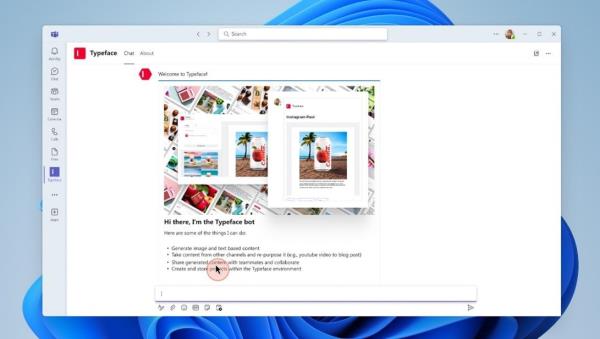 Search
Typeface
Chat
About
Activity
Chat
Teams
Calendar
Calls
Files
Typeface
Welcome to Typeface!
Typeface
Instagram Post
Hi there, I'm the Typeface bot
Here are some of the things I can do:
• Generate image and text based content
• Take content from other channels and re-purpose it (e.g., youtube video to blog post)
• Share generated content with teammates and collaborate
• Create and store projects within the Typeface environment